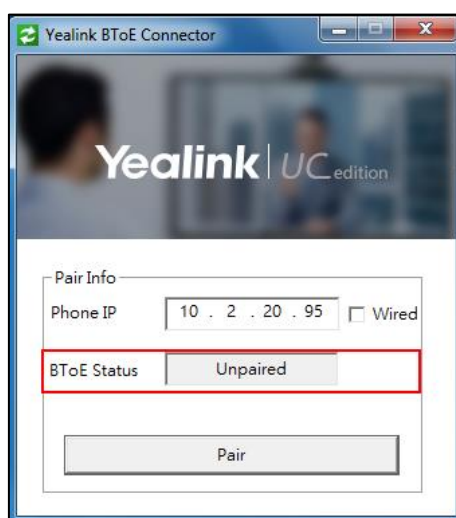 Yealink BToE Connector
Yealink | UC edition
Pair Info
Phone IP 10 . 2 . 20 . 95 Wired
BToE Status Unpaired
Pair